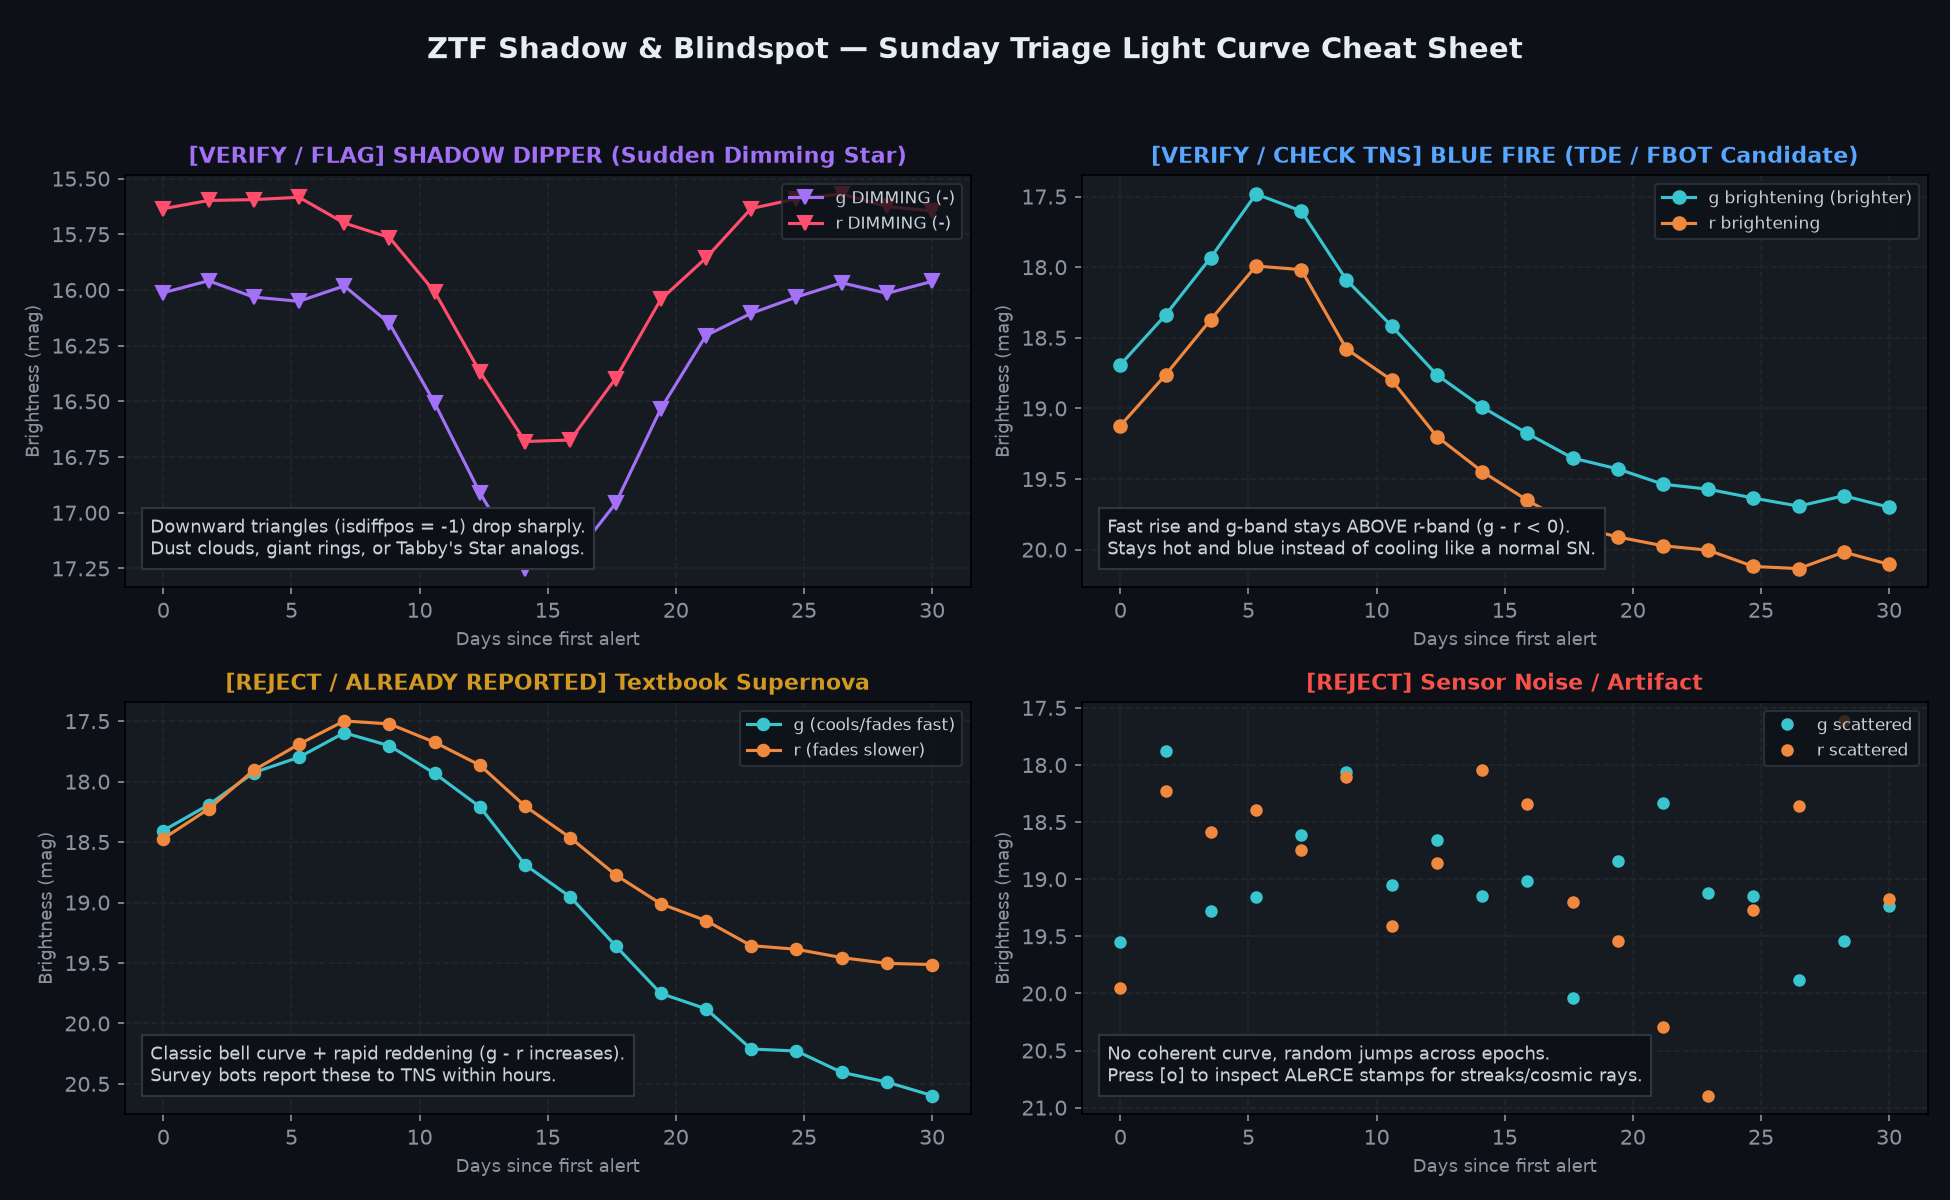 ZTF Shadow & Blindspot — Sunday Triage Light Curve Cheat Sheet
[VERIFY / FLAG] SHADOW DIPPER (Sudden Dimming Star)
g DIMMING (-)
r DIMMING (-)
15.50
15.75
16.00
16.25
16.50
16.75
17.00
17.25
Brightness (mag)
Downward triangles (isdiffpos = -1) drop sharply.
Dust clouds, giant rings, or Tabby's Star analogs.
0 5 10 15 20 25 30
Days since first alert
[VERIFY / CHECK TNS] BLUE FIRE (TDE / FBOT Candidate)
g brightening (brighter)
r brightening
17.5
18.0
18.5
19.0
19.5
20.0
Brightness (mag)
Fast rise and g-band stays ABOVE r-band (g - r < 0).
Stays hot and blue instead of cooling like a normal SN.
0 5 10 15 20 25 30
Days since first alert
[REJECT / ALREADY REPORTED] Textbook Supernova
g (cools/fades fast)
r (fades slower)
17.5
18.0
18.5
19.0
19.5
20.0
20.5
Brightness (mag)
Classic bell curve + rapid reddening (g - r increases).
Survey bots report these to TNS within hours.
0 5 10 15 20 25 30
Days since first alert
[REJECT] Sensor Noise / Artifact
g scattered
r scattered
17.5
18.0
18.5
19.0
19.5
20.0
20.5
21.0
Brightness (mag)
No coherent curve, random jumps across epochs.
Press [o] to inspect ALeRCE stamps for streaks/cosmic rays.
0 5 10 15 20 25 30
Days since first alert